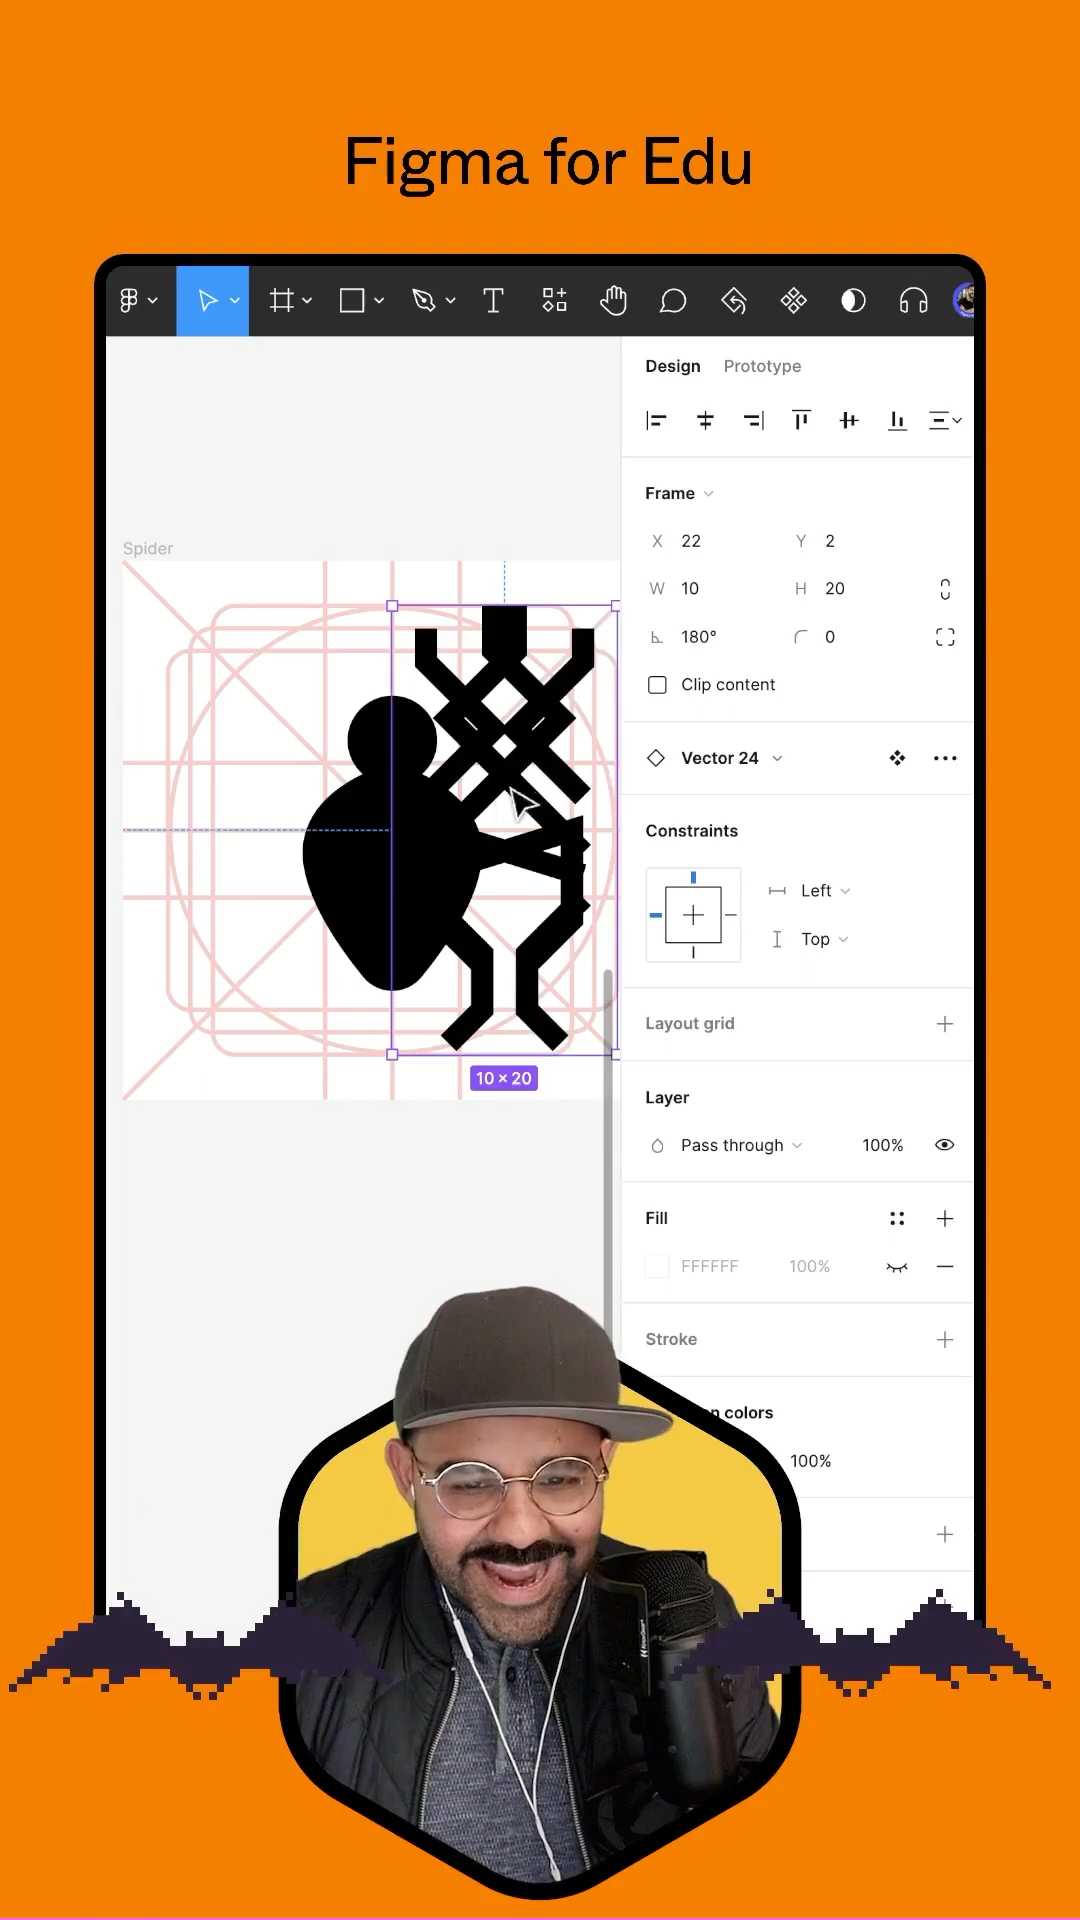 Figma for Edu
Design Prototype
Spider
Frame
X 22 Y 2
W 10 H 20
180° 0
Clip content
Vector 24
Constraints
Left
Top
Layout grid
10 × 20
Layer
Pass through 100%
Fill
FFFFFF 100%
Stroke
colors
100%